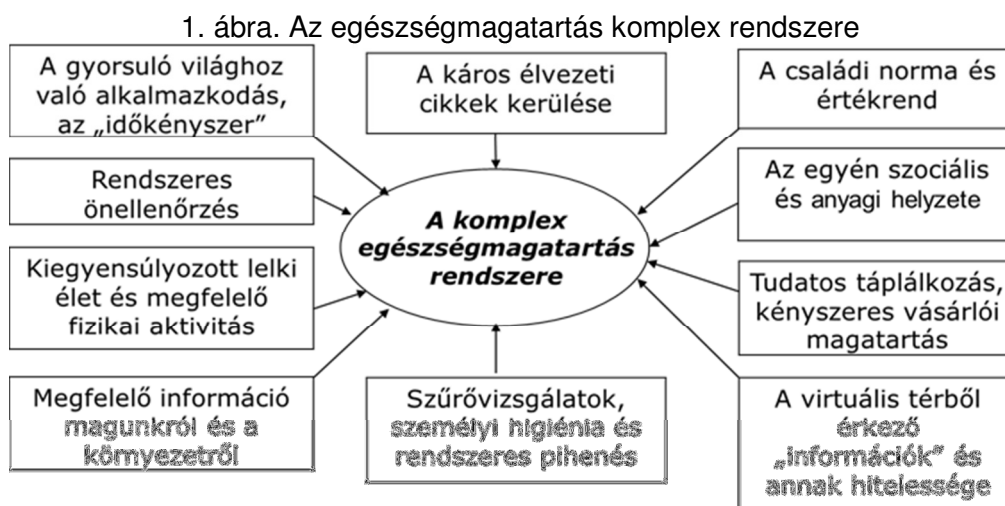 1. ábra. Az egészségmagatartás komplex rendszere
A gyorsuló világhoz
való alkalmazkodás,
az „időkényszer”
A káros élvezeti
cikkek kerülése
A családi norma és
értékrend
Rendszeres
önellenőrzés
A komplex
egészségmagatartás
rendszere
Az egyén szociális
és anyagi helyzete
Kiegyensúlyozott lelki
élet és megfelelő
fizikai aktivitás
Tudatos táplálkozás,
kényszeres vásárlói
magatartás
Megfelelő információ
magunkról és a
környezetről
Szűrővizsgálatok,
személyi higiénia és
rendszeres pihenés
A virtuális térből
érkező
„információk” és
annak hitelessége